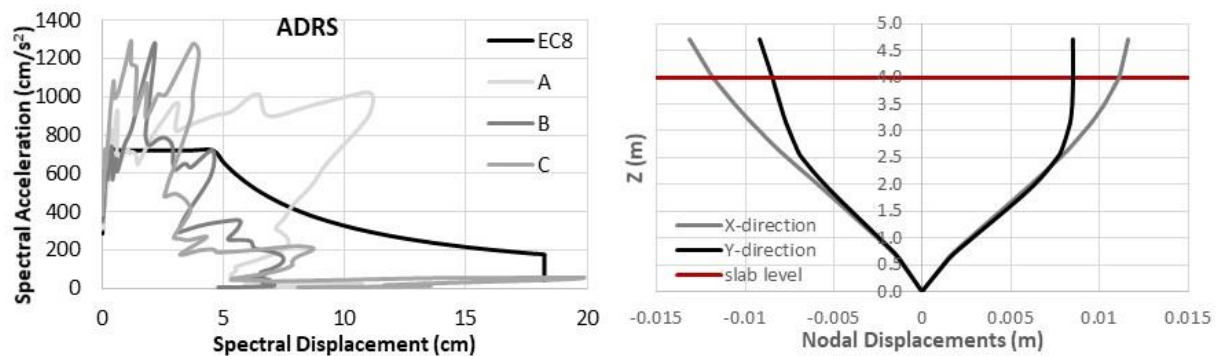 ADRS
Spectral Acceleration (cm/s²)
1400
1200
1000
800
600
400
200
0
0 5 10 15 20
Spectral Displacement (cm)
EC8
A
B
C
Z (m)
5.0
4.5
4.0
3.5
3.0
2.5
2.0
1.5
1.0
0.5
0.0
-0.015 -0.01 -0.005 0 0.005 0.01 0.015
Nodal Displacements (m)
X-direction
Y-direction
slab level